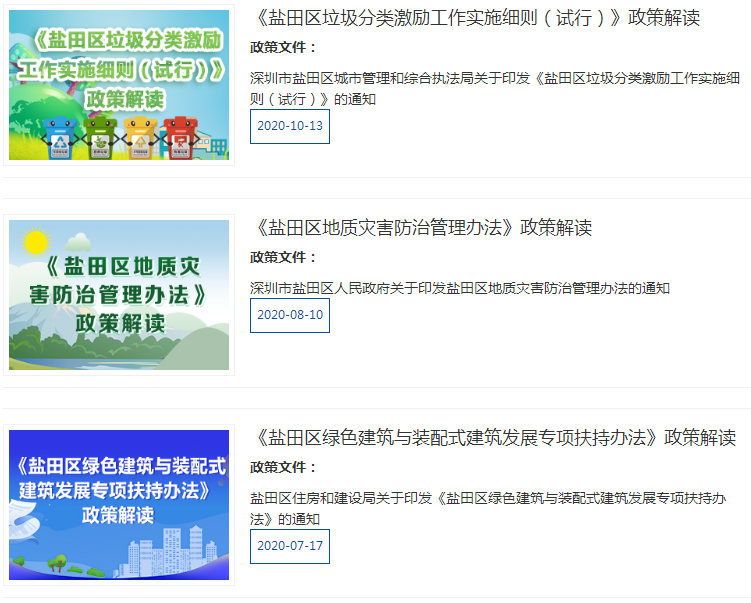 《盐田区垃圾分类激励
工作实施细则（试行）》
政策解读
《盐田区垃圾分类激励工作实施细则（试行）》政策解读
政策文件：
深圳市盐田区城市管理和综合执法局关于印发《盐田区垃圾分类激励工作实施细
则（试行）》的通知
2020-10-13
《盐田区地质灾
害防治管理办法》
政策解读
《盐田区地质灾害防治管理办法》政策解读
政策文件：
深圳市盐田区人民政府关于印发盐田区地质灾害防治管理办法的通知
2020-08-10
《盐田区绿色建筑与装配式
建筑发展专项扶持办法》
政策解读
《盐田区绿色建筑与装配式建筑发展专项扶持办法》政策解读
政策文件：
盐田区住房和建设局关于印发《盐田区绿色建筑与装配式建筑发展专项扶持办
法》的通知
2020-07-17